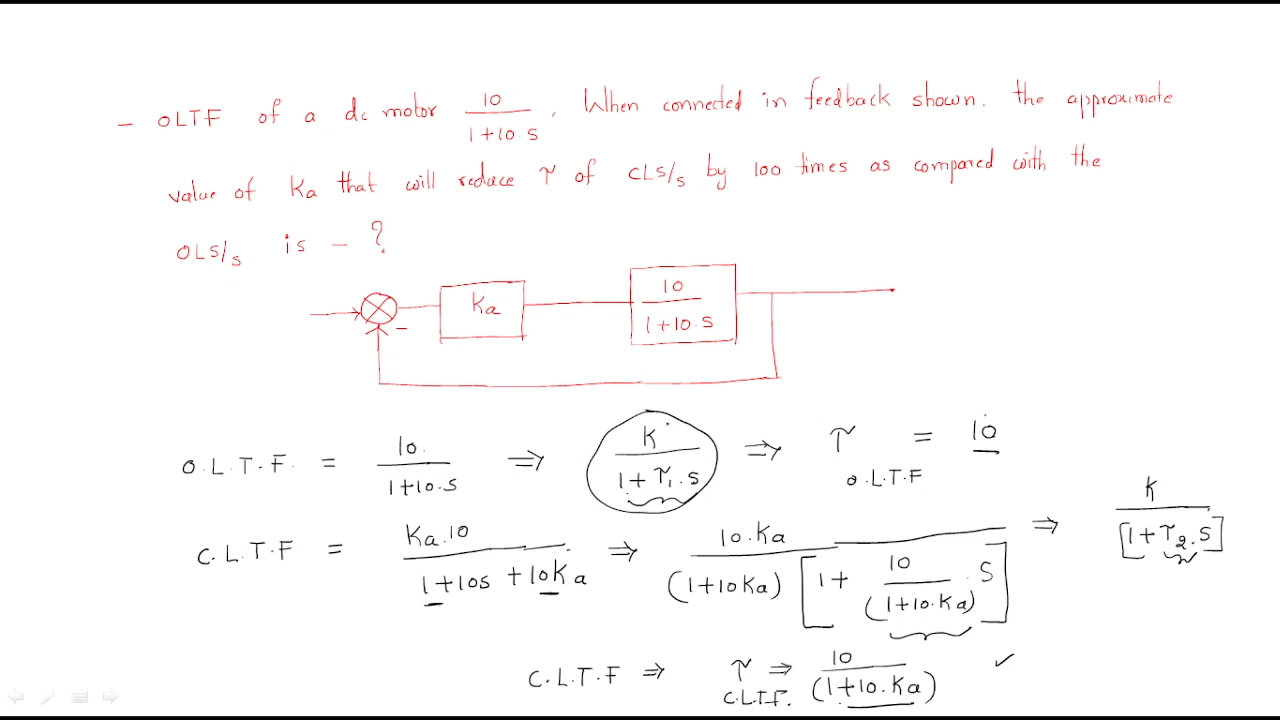 - OLTF of a dc motor 10/(1+10.s), When connected in feedback shown. the approximate
value of Ka that will reduce τ of CLS/s by 100 times as compared with the
OLS/s is - ?
Ka
10/(1+10.s)
-
O.L.T.F. = 10./(1+10.s) ⇒ K/(1+τ₁.s) ⇒ τ O.L.T.F = 10
C.L.T.F = Ka.10/(1+10s+10Ka) ⇒ 10.Ka/((1+10Ka)[1+10/(1+10.Ka).S]) ⇒ K/[1+τ₂.S]
C.L.T.F ⇒ τ C.L.T.F. ⇒ 10/(1+10.Ka) ✓